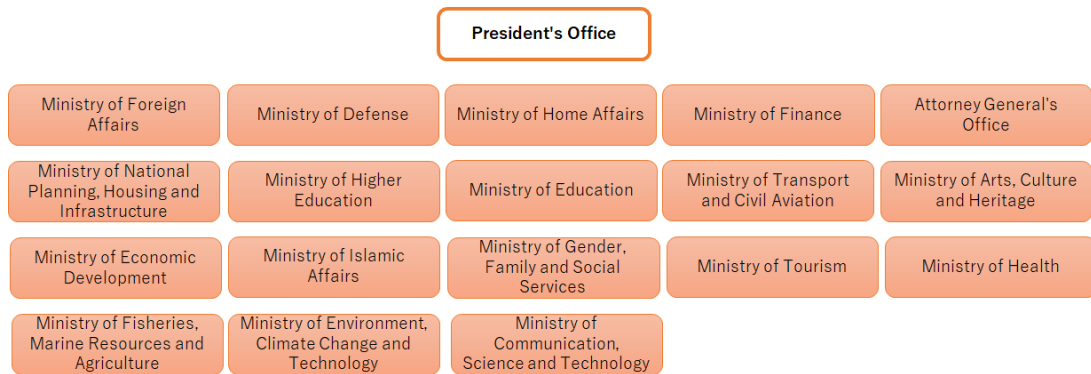 President's Office
Ministry of Foreign
Affairs
Ministry of Defense
Ministry of Home Affairs
Ministry of Finance
Attorney General's
Office
Ministry of National
Planning, Housing and
Infrastructure
Ministry of Higher
Education
Ministry of Education
Ministry of Transport
and Civil Aviation
Ministry of Arts, Culture
and Heritage
Ministry of Economic
Development
Ministry of Islamic
Affairs
Ministry of Gender,
Family and Social
Services
Ministry of Tourism
Ministry of Health
Ministry of Fisheries,
Marine Resources and
Agriculture
Ministry of Environment,
Climate Change and
Technology
Ministry of
Communication,
Science and Technology